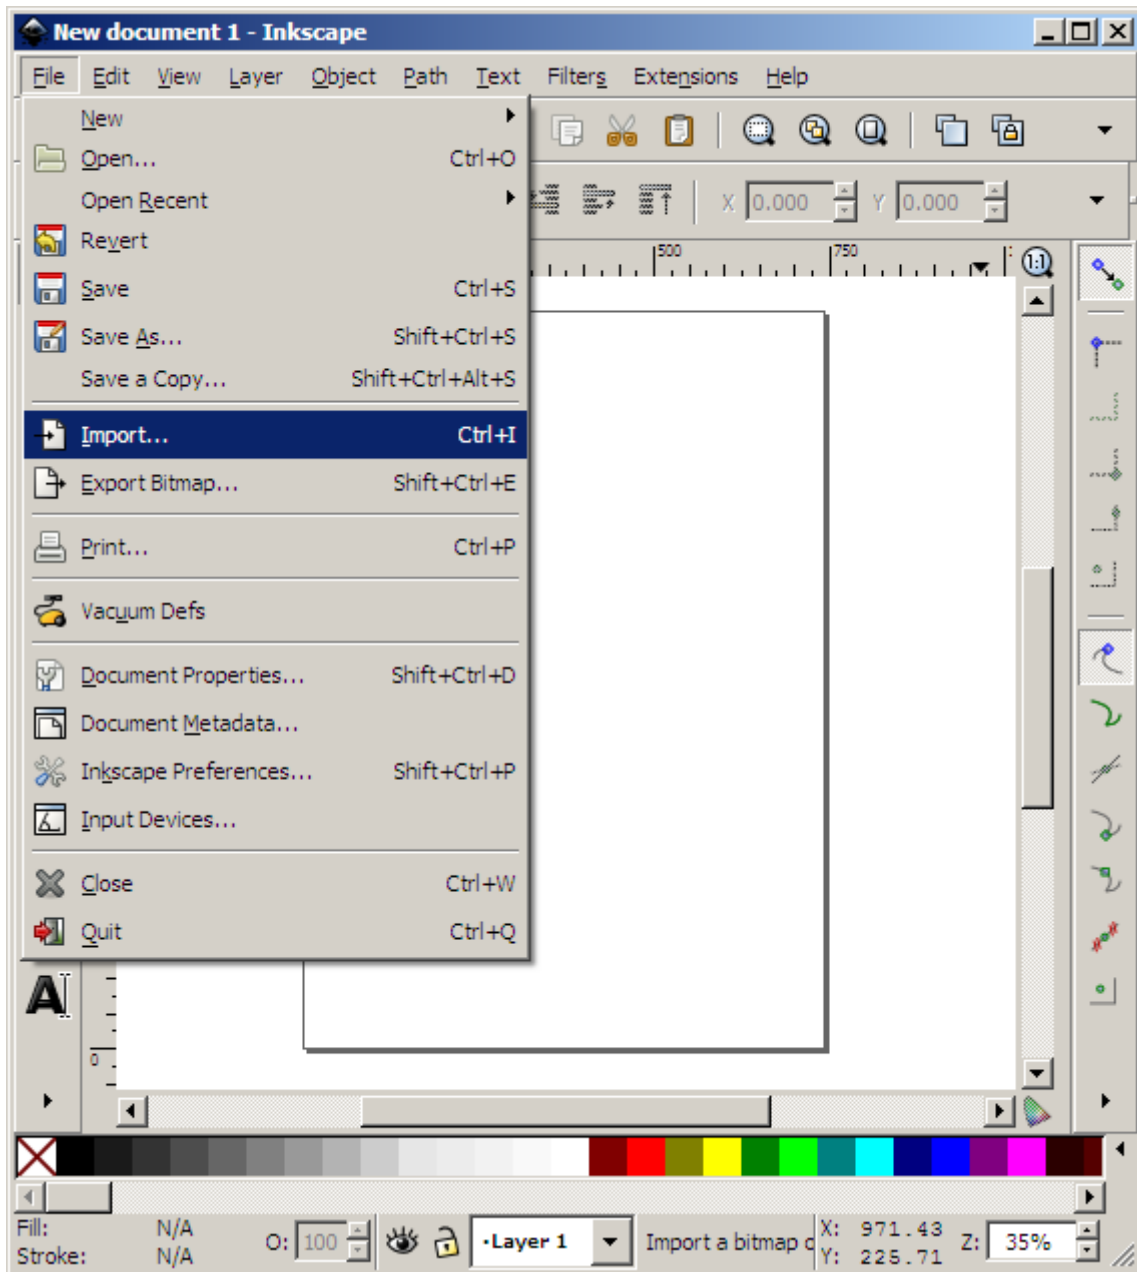 New document 1 - Inkscape
File Edit View Layer Object Path Text Filters Extensions Help
New
Open... Ctrl+O
Open Recent
Revert
Save Ctrl+S
Save As... Shift+Ctrl+S
Save a Copy... Shift+Ctrl+Alt+S
Import... Ctrl+I
Export Bitmap... Shift+Ctrl+E
Print... Ctrl+P
Vacuum Defs
Document Properties... Shift+Ctrl+D
Document Metadata...
Inkscape Preferences... Shift+Ctrl+P
Input Devices...
Close Ctrl+W
Quit Ctrl+Q
X 0.000 Y 0.000
500 750
1:1
A
0
Fill: N/A
Stroke: N/A
O: 100
·Layer 1
Import a bitmap
X: 971.43
Y: 225.71
Z: 35%